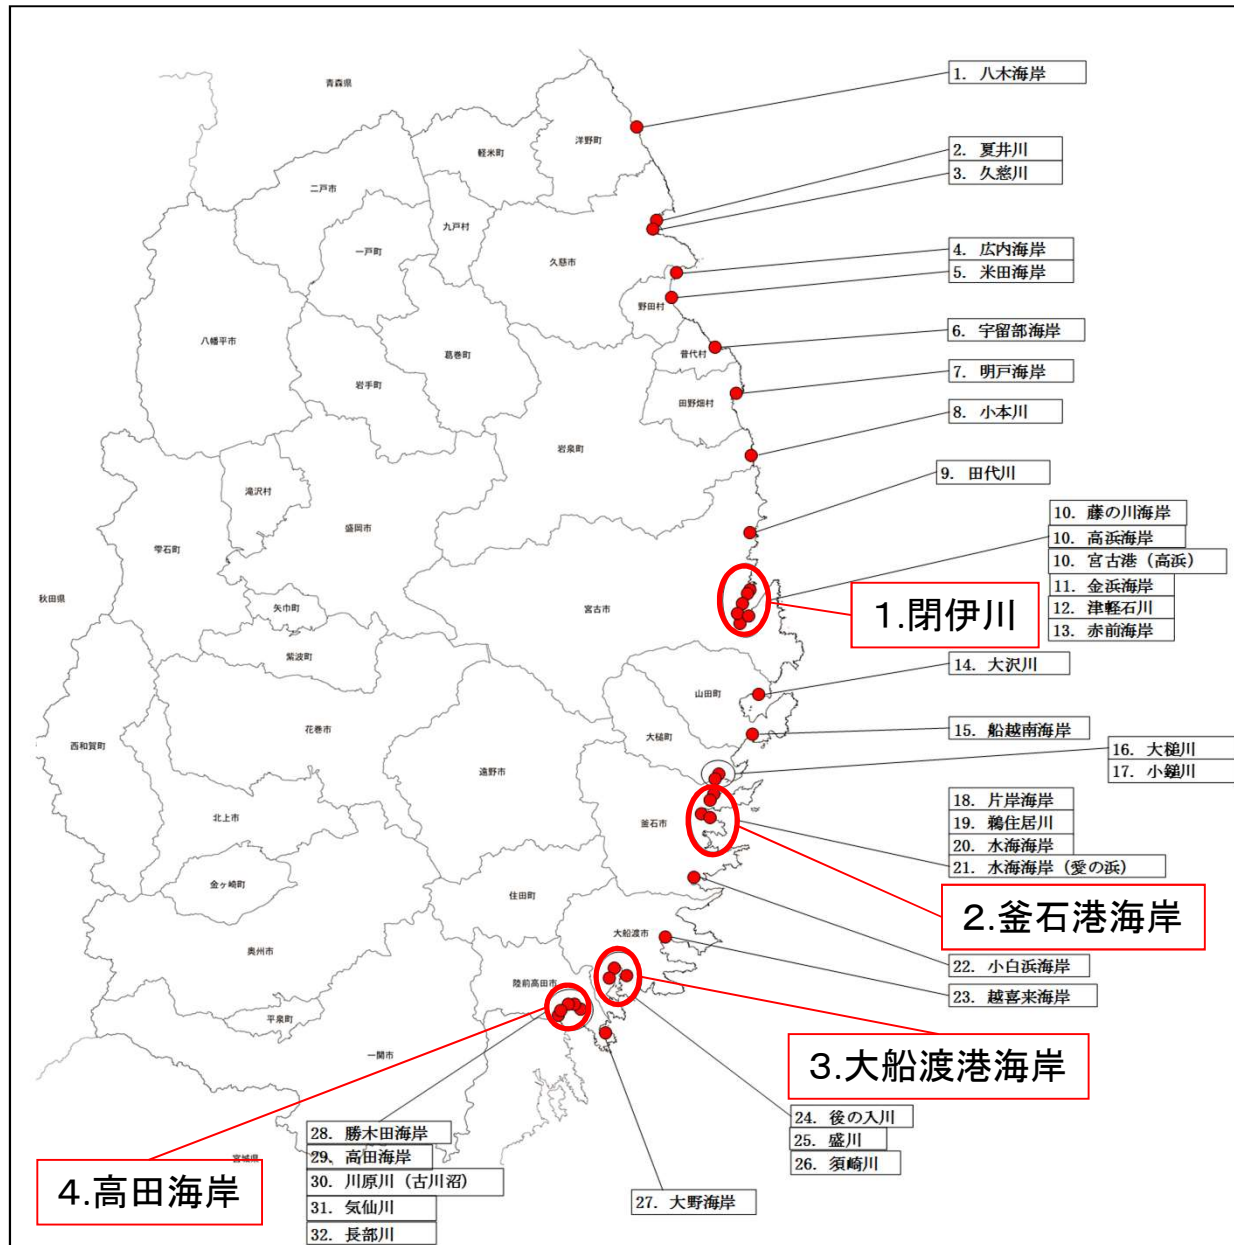 青森県
1. 八木海岸
洋野町
軽米町
2. 夏井川
3. 久慈川
二戸市
九戸村
一戸町
久慈市
4. 広内海岸
5. 米田海岸
野田村
6. 宇留部海岸
八幡平市
葛巻町
普代村
岩手町
7. 明戸海岸
田野畑村
8. 小本川
岩泉町
9. 田代川
滝沢村
盛岡市
雫石町
10. 藤の川海岸
10. 高浜海岸
10. 宮古港（高浜）
11. 金浜海岸
12. 津軽石川
13. 赤前海岸
秋田県
矢巾町
宮古市
1.閉伊川
紫波町
14. 大沢川
山田町
花巻市
大槌町
15. 船越南海岸
西和賀町
16. 大槌川
17. 小鎚川
遠野市
18. 片岸海岸
19. 鵜住居川
20. 水海海岸
21. 水海海岸（愛の浜）
北上市
釜石市
金ヶ崎町
住田町
2.釜石港海岸
大船渡市
奥州市
22. 小白浜海岸
陸前高田市
23. 越喜来海岸
平泉町
一関市
3.大船渡港海岸
24. 後の入川
25. 盛川
26. 須崎川
28. 勝木田海岸
29. 高田海岸
30. 川原川（古川沼）
31. 気仙川
32. 長部川
宮城県
4.高田海岸
27. 大野海岸